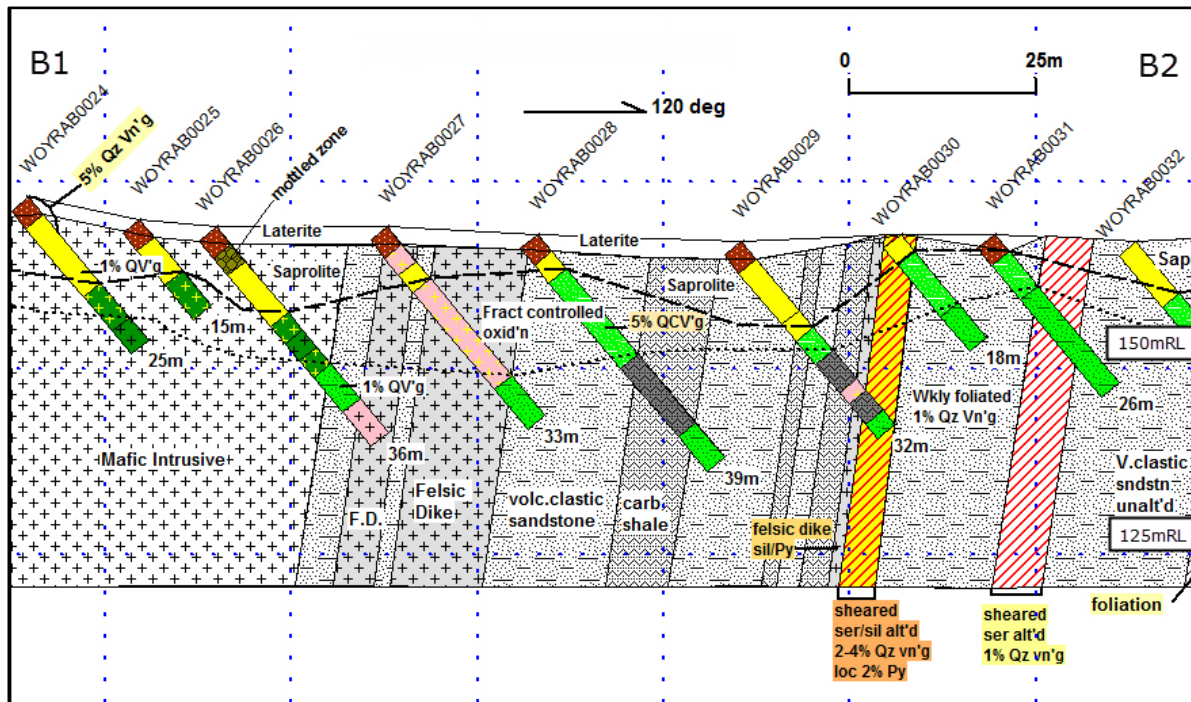 B1
0
25m
B2
120 deg
WOYRAB0024
5% Qz Vn'g
WOYRAB0025
WOYRAB0026
mottled zone
WOYRAB0027
WOYRAB0028
WOYRAB0029
WOYRAB0030
WOYRAB0031
WOYRAB0032
Laterite
Laterite
1% QV'g
Saprolite
Saprolite
Sap
15m
Fract controlled
oxid'n
5% QCV'g
150mRL
25m
18m
1% QV'g
Wkly foliated
1% Qz Vn'g
26m
33m
36m
32m
Mafic Intrusive
39m
F.D.
Felsic
Dike
volc.clastic
sandstone
carb
shale
V.clastic
sndstn
unalt'd
felsic dike
sil/Py
125mRL
sheared
ser/sil alt'd
2-4% Qz vn'g
loc 2% Py
sheared
ser alt'd
1% Qz vn'g
foliation